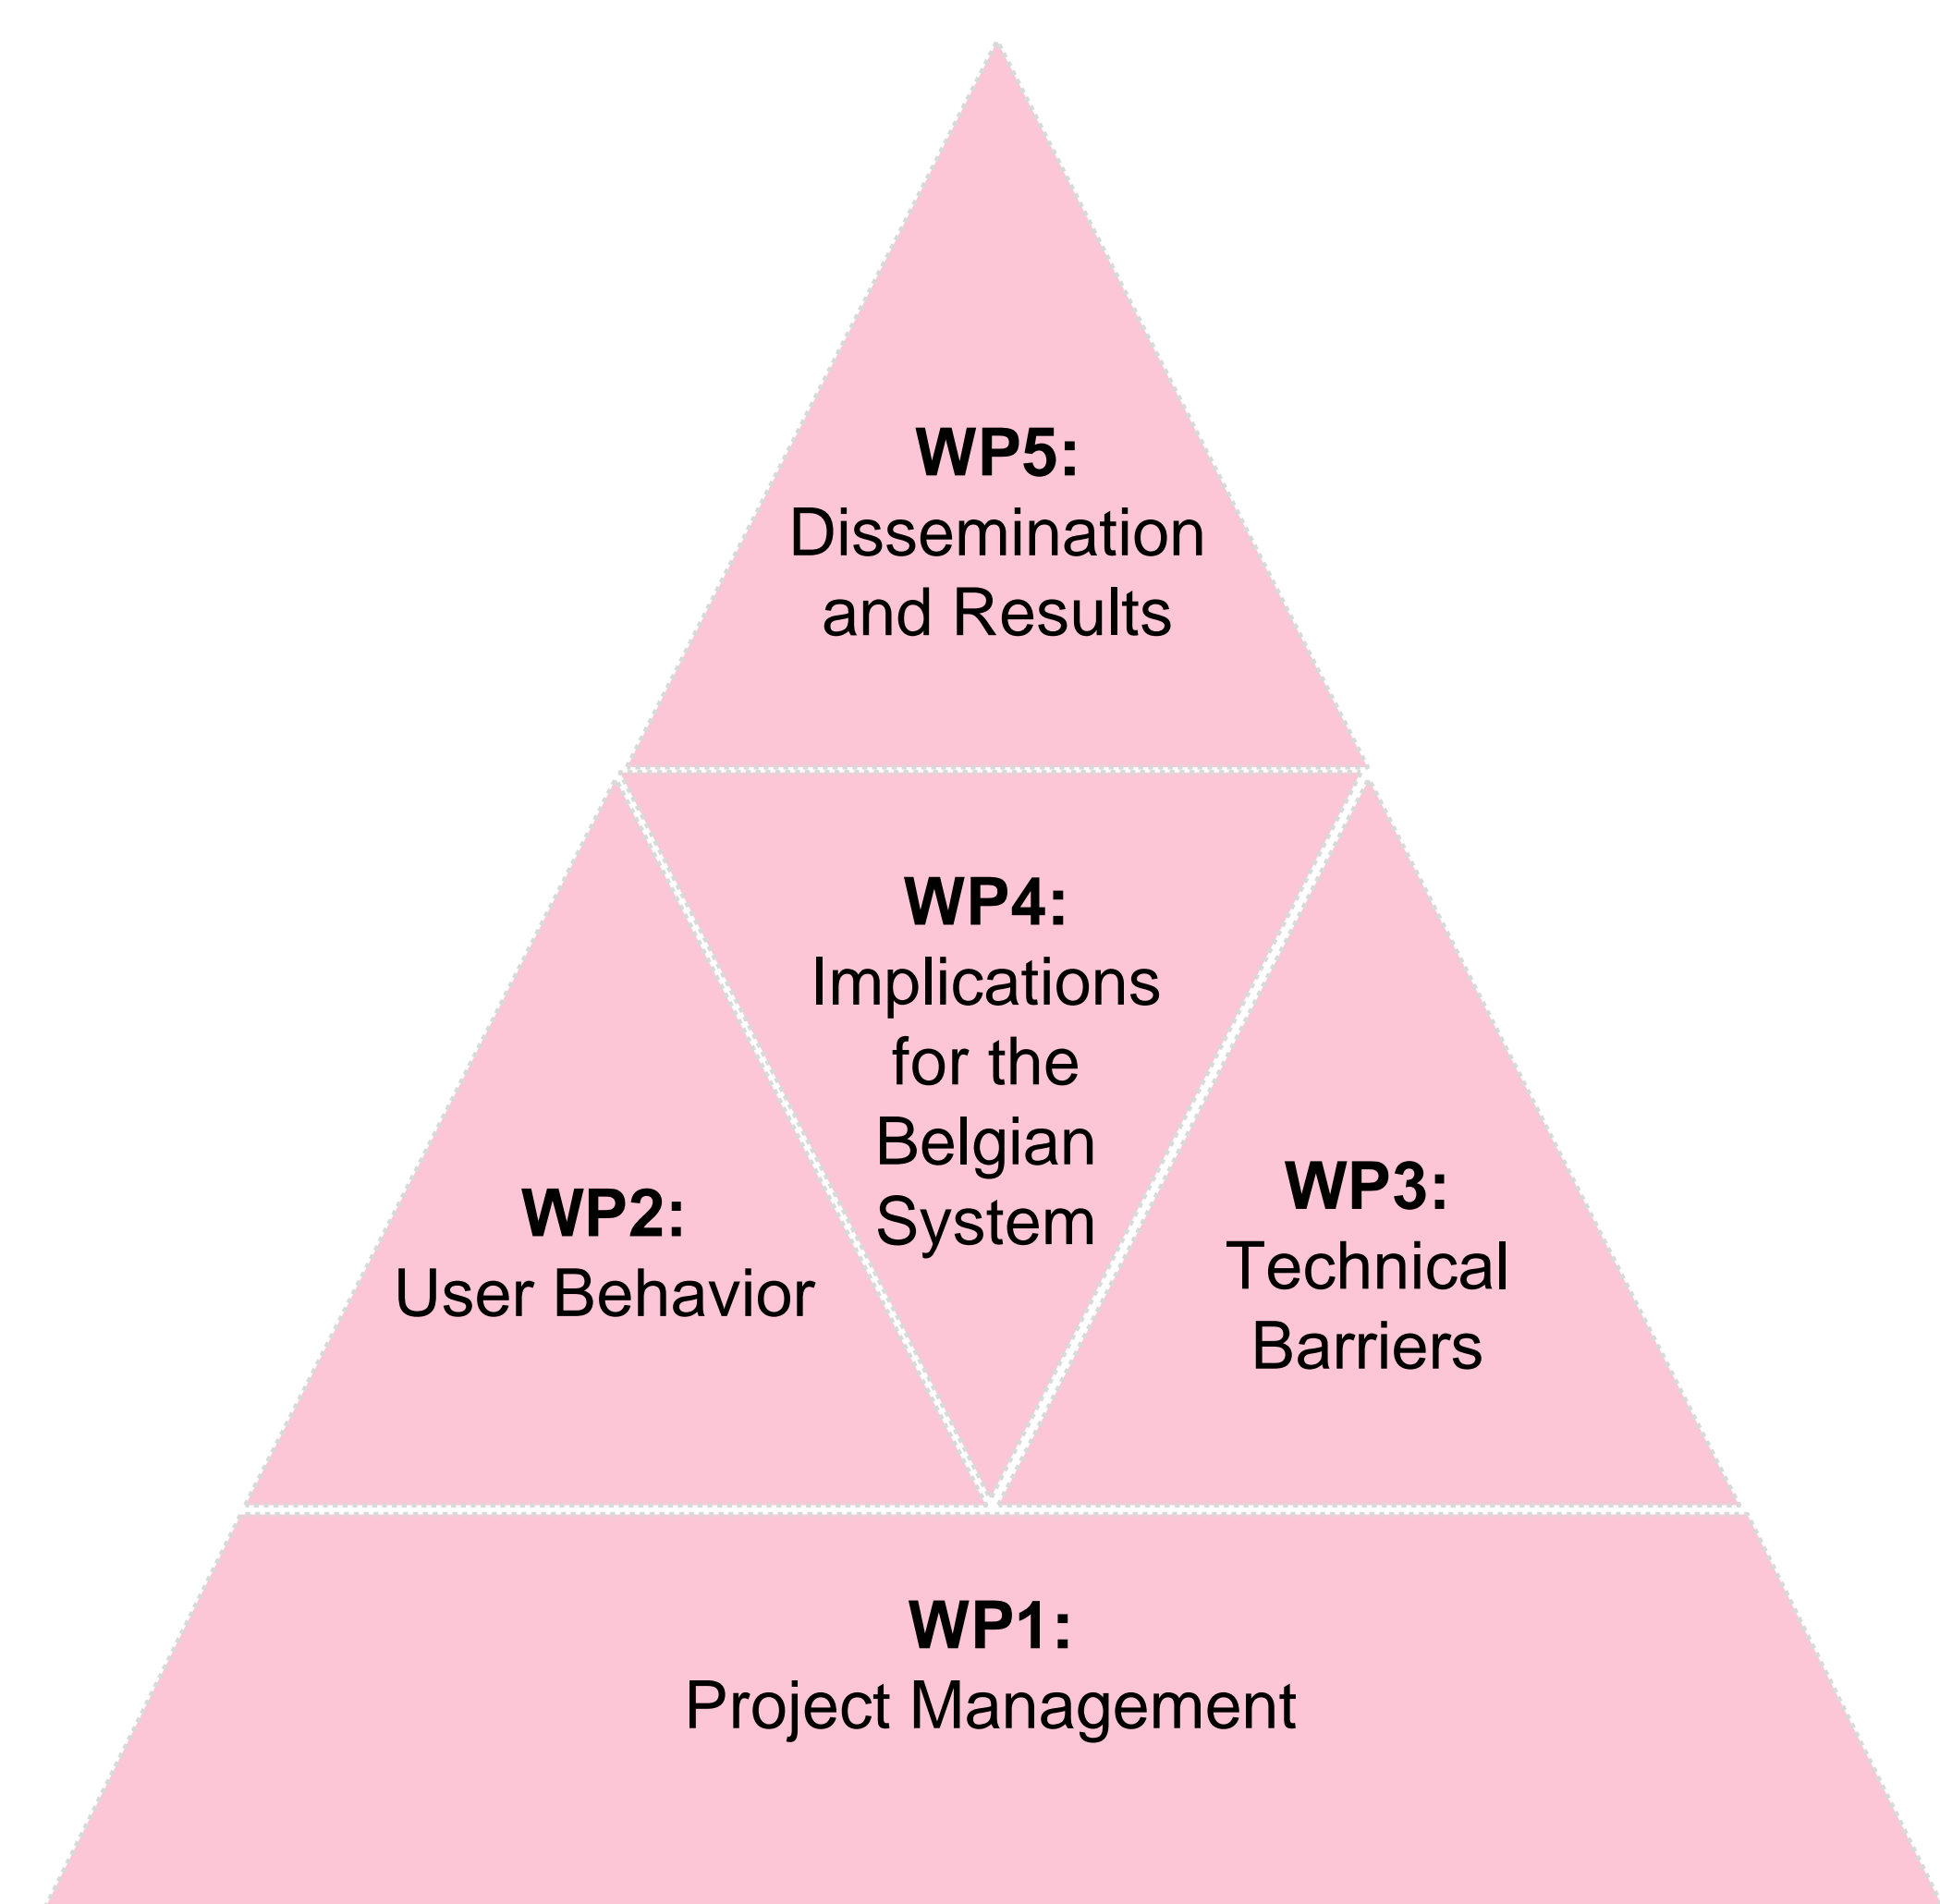 WP5:
Dissemination
and Results
WP4:
Implications
for the
Belgian
System
WP2:
User Behavior
WP3:
Technical
Barriers
WP1:
Project Management